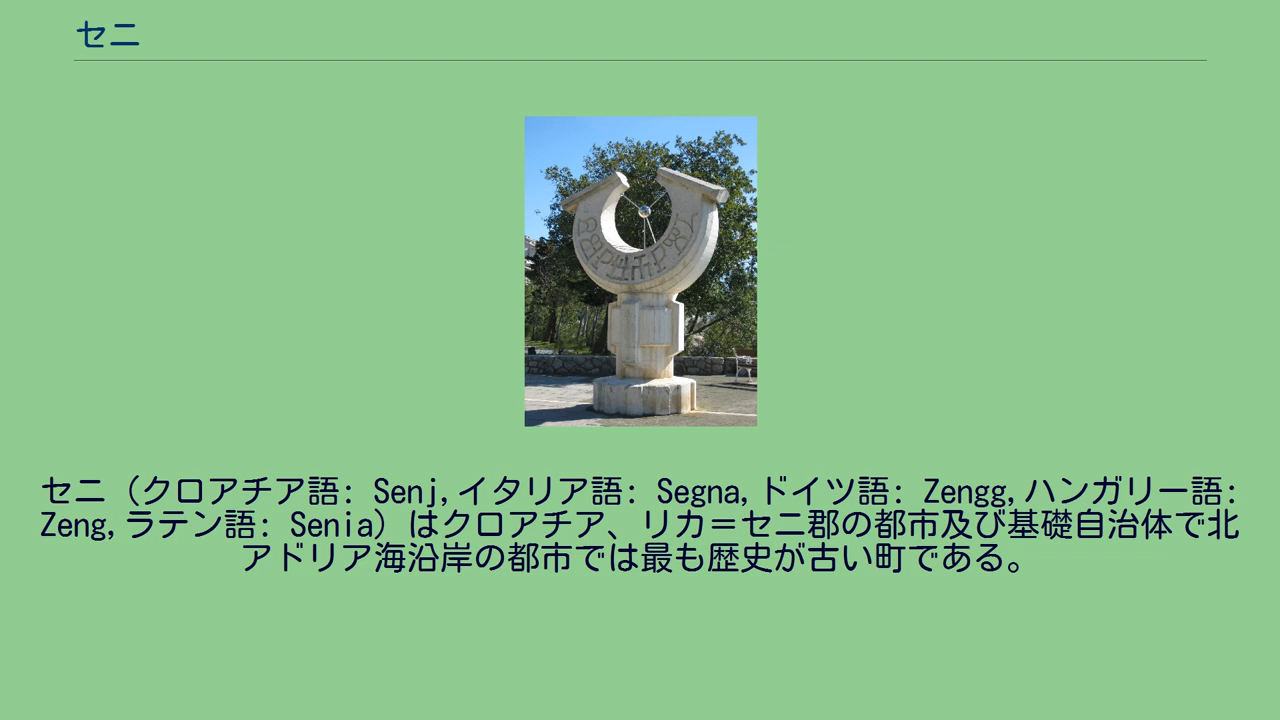 セニ
セニ（クロアチア語: Senj,イタリア語: Segna,ドイツ語: Zengg,ハンガリー語:
Zeng,ラテン語: Senia）はクロアチア、リカ＝セニ郡の都市及び基礎自治体で北
アドリア海沿岸の都市では最も歴史が古い町である。